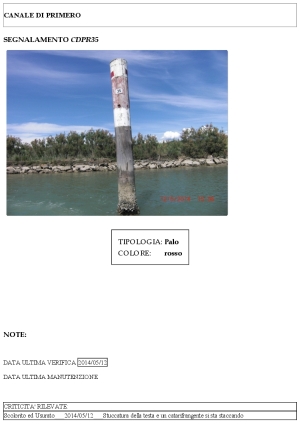 CANALE DI PRIMERO
SEGNALAMENTO CDPR35
TIPOLOGIA: Palo
COLORE: rosso
NOTE:
DATA ULTIMA VERIFICA 2014/05/12
DATA ULTIMA MANUTENZIONE
CRITICITA' RILEVATE
Scolorito ed Usurato 2014/05/12 Stuccatura della testa e un catarifrangente si sta staccando